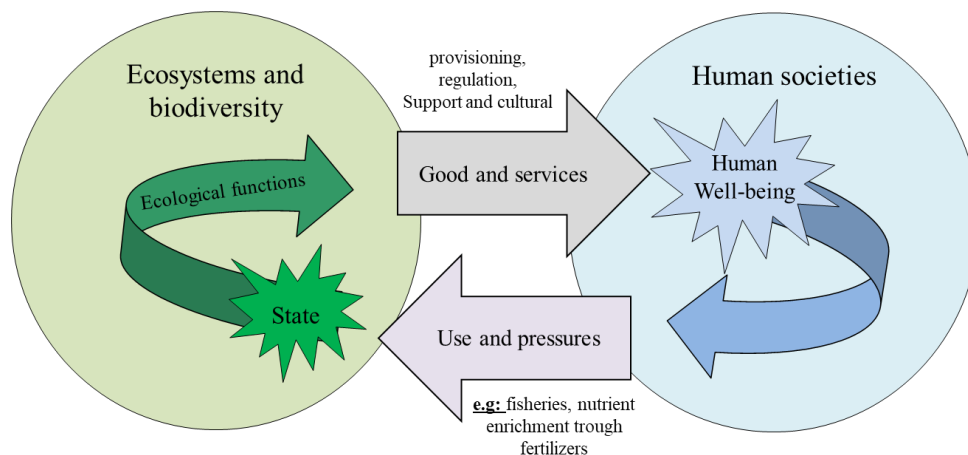 Ecosystems and
biodiversity
Ecological functions
State
provisioning,
regulation,
Support and cultural
Good and services
Use and pressures
e.g: fisheries, nutrient
enrichment trough
fertilizers
Human societies
Human
Well-being